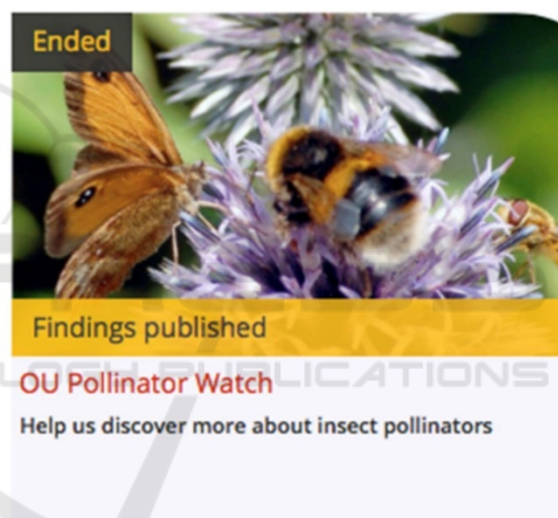 Ended
Findings published
OU Pollinator Watch
Help us discover more about insect pollinators